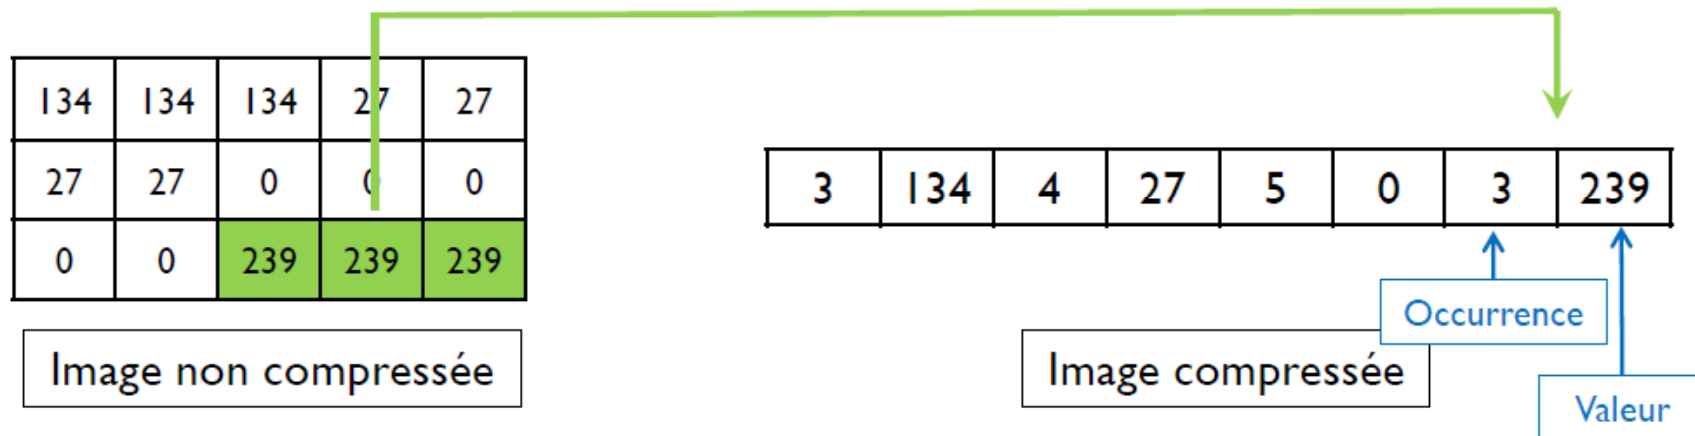 134 134 134 27 27
27 27 0 0 0
0 0 239 239 239
Image non compressée
3 134 4 27 5 0 3 239
Occurrence
Image compressée
Valeur